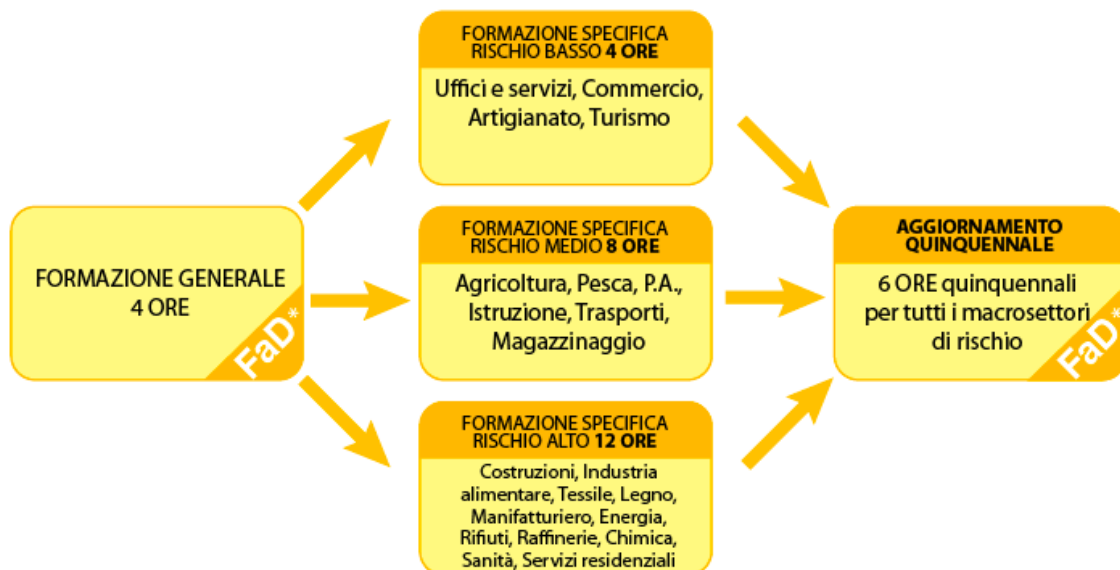 FORMAZIONE GENERALE
4 ORE
FaD*
FORMAZIONE SPECIFICA
RISCHIO BASSO 4 ORE
Uffici e servizi, Commercio,
Artigianato, Turismo
FORMAZIONE SPECIFICA
RISCHIO MEDIO 8 ORE
Agricoltura, Pesca, P.A.,
Istruzione, Trasporti,
Magazzinaggio
FORMAZIONE SPECIFICA
RISCHIO ALTO 12 ORE
Costruzioni, Industria
alimentare, Tessile, Legno,
Manifatturiero, Energia,
Rifiuti, Raffinerie, Chimica,
Sanità, Servizi residenziali
AGGIORNAMENTO
QUINQUENNALE
6 ORE quinquennali
per tutti i macrosettori
di rischio
FaD*